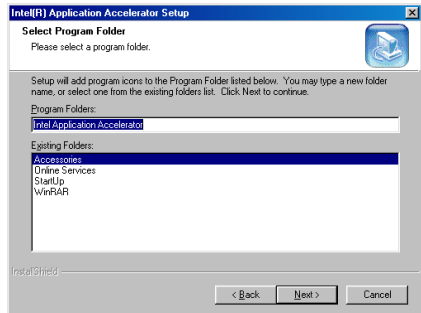 Intel(R) Application Accelerator Setup
Select Program Folder
Please select a program folder.
Setup will add program icons to the Program Folder listed below. You may type a new folder
name, or select one from the existing folders list. Click Next to continue.
Program Folders:
Intel Application Accelerator
Existing Folders:
Accessories
Online Services
StartUp
WinRAR
InstallShield
< Back
Next >
Cancel